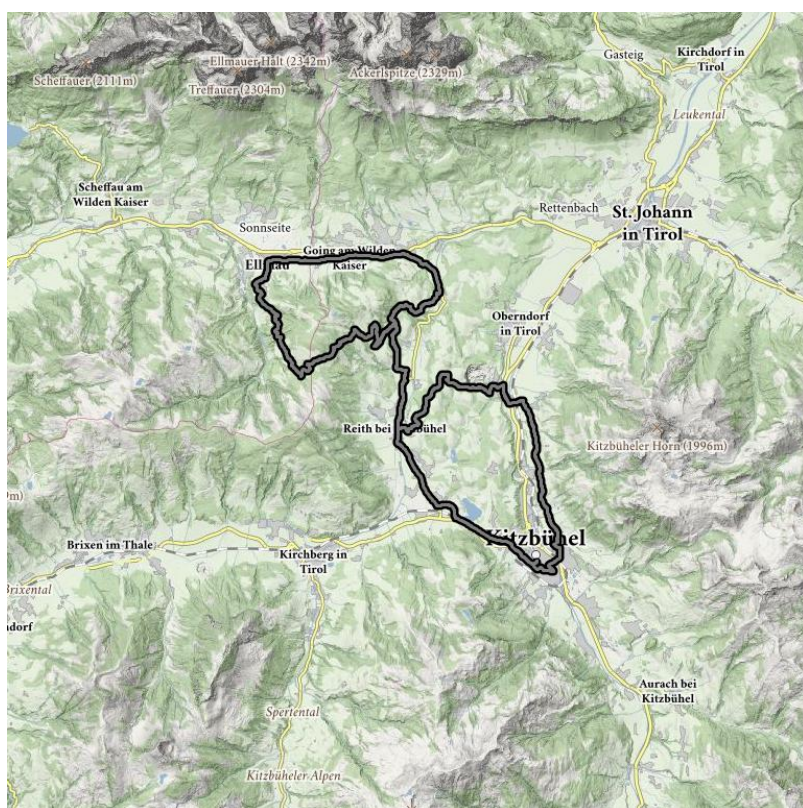 Gasteig
Kirchdorf in
Tirol
Ellmauer Halt (2342m)
Ackerlspitze (2329m)
Scheffauer (2111m)
Treffauer (2304m)
Leukental
Scheffau am
Wilden Kaiser
Sonnseite
Rettenbach
St. Johann
in Tirol
Going am Wilden
Kaiser
Oberndorf
in Tirol
Reith bei
Kitzbüheler Horn (1996m)
Kitzbühel
Brixen im Thale
Kirchberg in
Tirol
Brixental
ndorf
Aurach bei
Kitzbühel
Spertental
Kitzbüheler Alpen